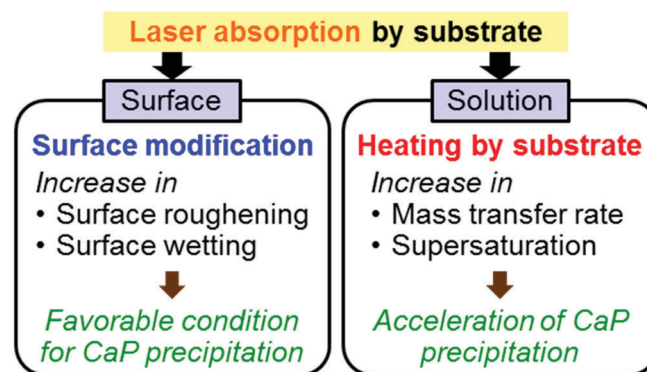 Laser absorption by substrate
Surface
Surface modification
Increase in
• Surface roughening
• Surface wetting
Favorable condition
for CaP precipitation
Solution
Heating by substrate
Increase in
• Mass transfer rate
• Supersaturation
Acceleration of CaP
precipitation